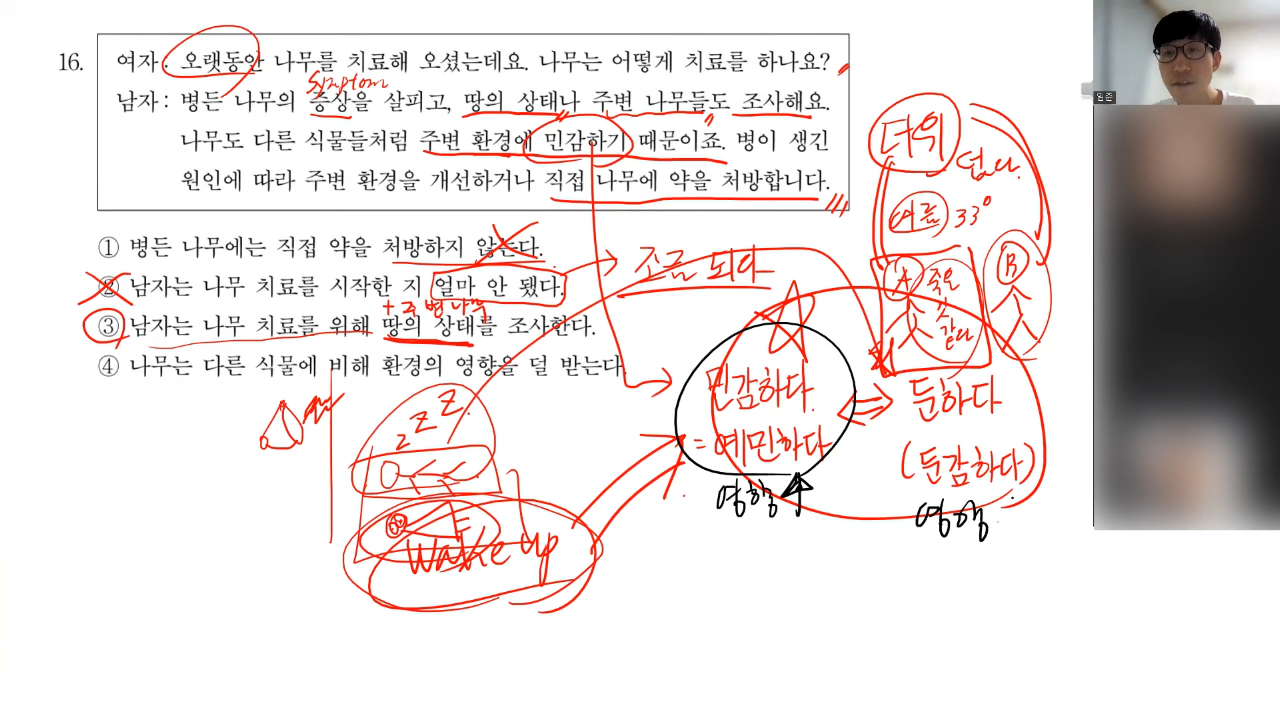 16. 여자: 오랫동안 나무를 치료해 오셨는데요. 나무는 어떻게 치료를 하나요?
symptom
남자: 병든 나무의 증상을 살피고, 땅의 상태나 주변 나무들도 조사해요.
나무도 다른 식물들처럼 주변 환경에 민감하기 때문이죠. 병이 생긴
원인에 따라 주변 환경을 개선하거나 직접 나무에 약을 처방합니다.
① 병든 나무에는 직접 약을 처방하지 않는다.
② 남자는 나무 치료를 시작한 지 얼마 안 됐다.
+ 주변나무
③ 남자는 나무 치료를 위해 땅의 상태를 조사한다.
④ 나무는 다른 식물에 비해 환경의 영향을 덜 받는다.
더위
덥다.
여름 33°
조금 되다
A 죽을 것 같다
B
민감하다.
= 예민하다
영향
둔하다
(둔감하다)
영향
z z z
Wake up